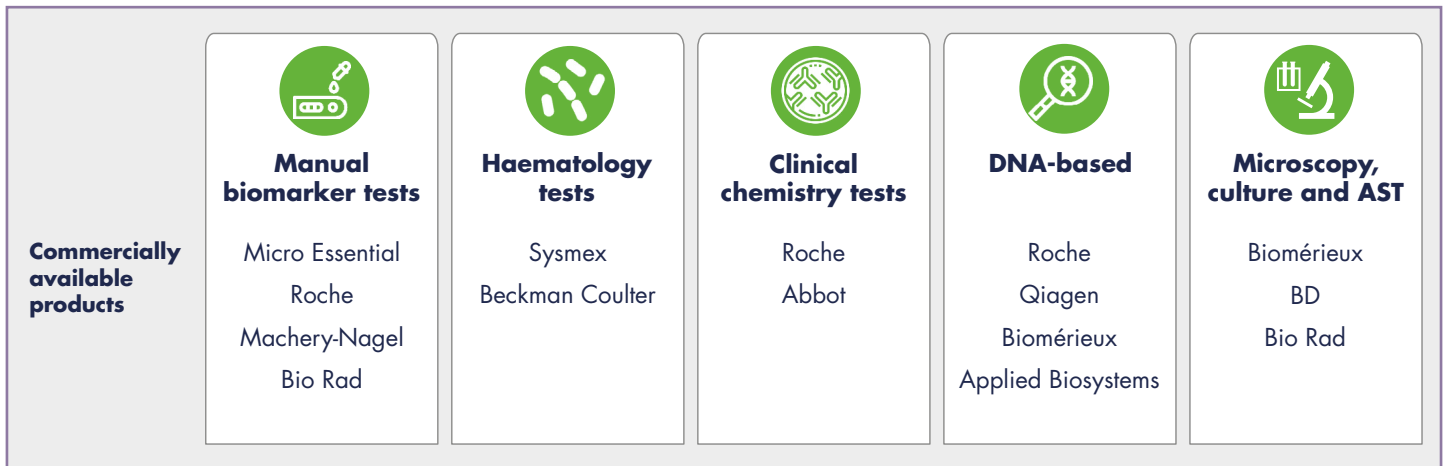 Commercially
available
products
Manual
biomarker tests
Micro Essential
Roche
Machery-Nagel
Bio Rad
Haematology
tests
Sysmex
Beckman Coulter
Clinical
chemistry tests
Roche
Abbot
DNA-based
Roche
Qiagen
Biomérieux
Applied Biosystems
Microscopy,
culture and AST
Biomérieux
BD
Bio Rad